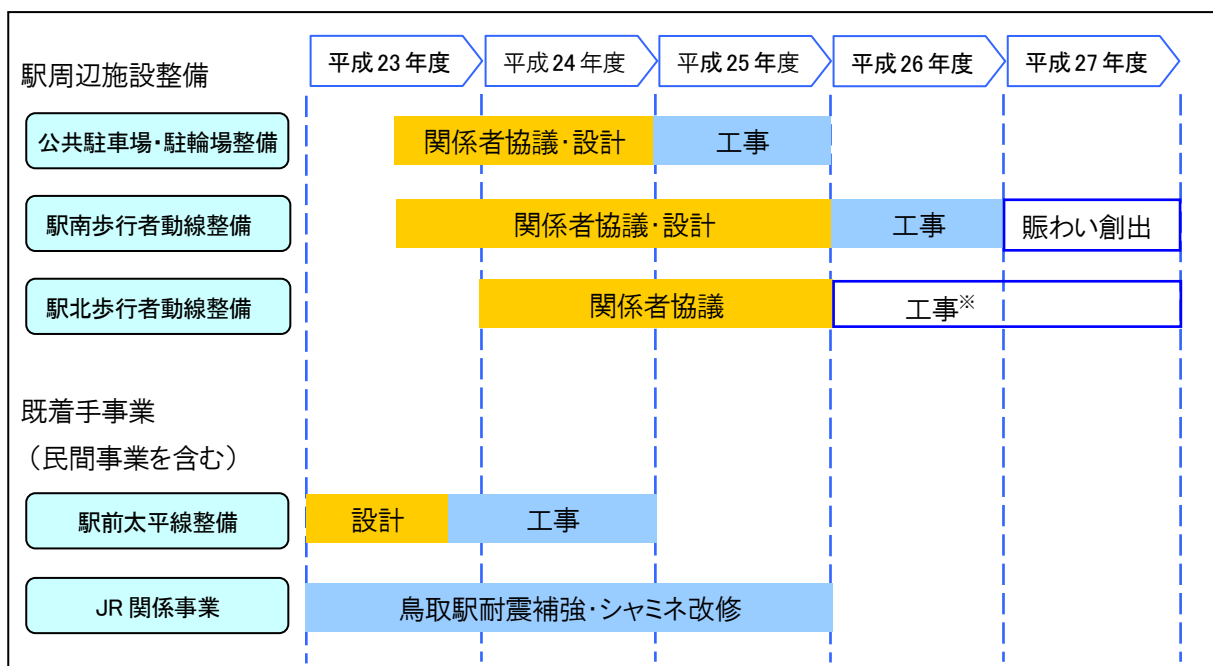 駅周辺施設整備
平成23年度 平成24年度 平成25年度 平成26年度 平成27年度
公共駐車場・駐輪場整備 関係者協議・設計 工事
駅南歩行者動線整備 関係者協議・設計 工事 賑わい創出
駅北歩行者動線整備 関係者協議 工事※
既着手事業
（民間事業を含む）
駅前太平線整備 設計 工事
JR関係事業 鳥取駅耐震補強・シャミネ改修